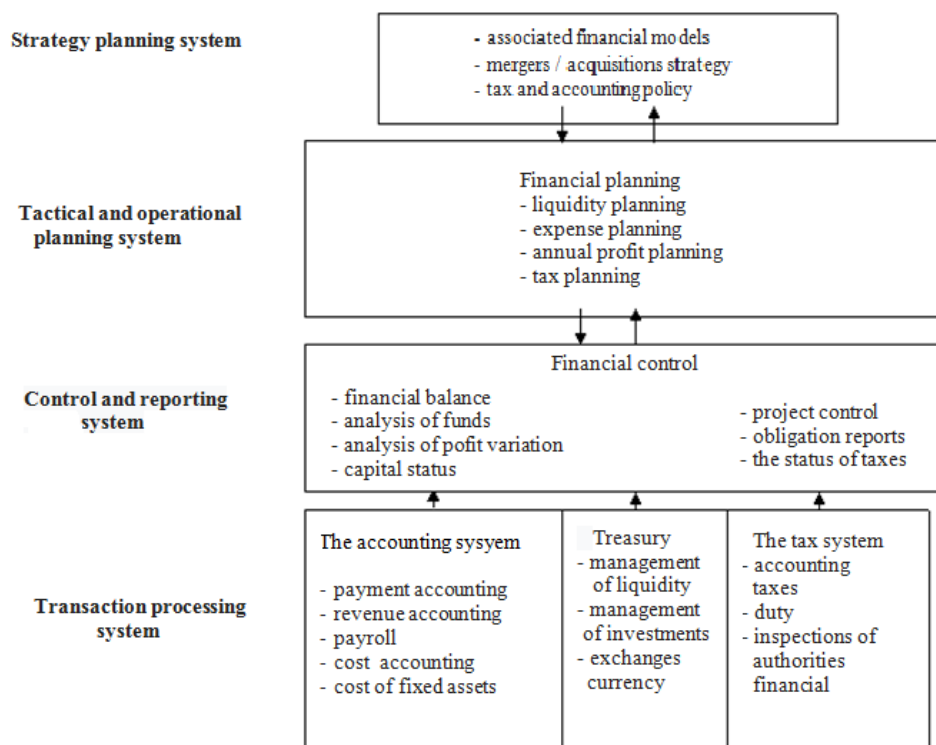 Strategy planning system
- associated financial models
- mergers / acquisitions strategy
- tax and accounting policy
Tactical and operational
planning system
Financial planning
- liquidity planning
- expense planning
- annual profit planning
- tax planning
Control and reporting
system
Financial control
- financial balance
- analysis of funds
- analysis of pofit variation
- capital status
- project control
- obligation reports
- the status of taxes
Transaction processing
system
The accounting sysyem
- payment accounting
- revenue accounting
- payroll
- cost accounting
- cost of fixed assets
Treasury
- management
of liquidity
- management
of investments
- exchanges
currency
The tax system
- accounting
taxes
- duty
- inspections of
authorities
financial